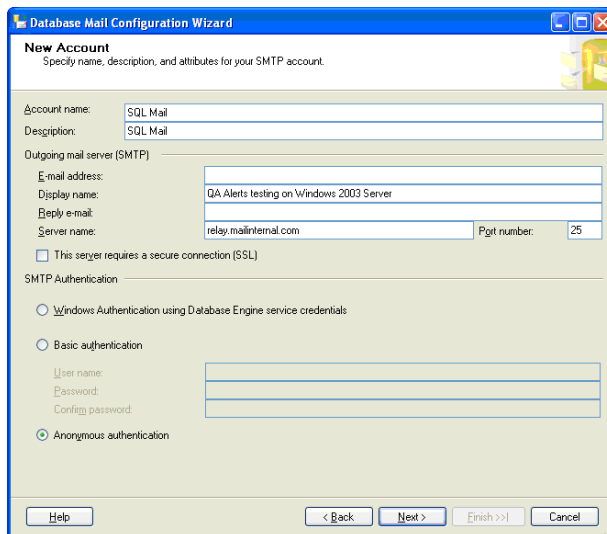 Database Mail Configuration Wizard
New Account
Specify name, description, and attributes for your SMTP account.
Account name: SQL Mail
Description: SQL Mail
Outgoing mail server (SMTP)
E-mail address:
Display name: QA Alerts testing on Windows 2003 Server
Reply e-mail:
Server name: relay.mailinternal.com Port number: 25
This server requires a secure connection (SSL)
SMTP Authentication
Windows Authentication using Database Engine service credentials
Basic authentication
User name:
Password:
Confirm password:
Anonymous authentication
Help < Back Next > Finish >>| Cancel